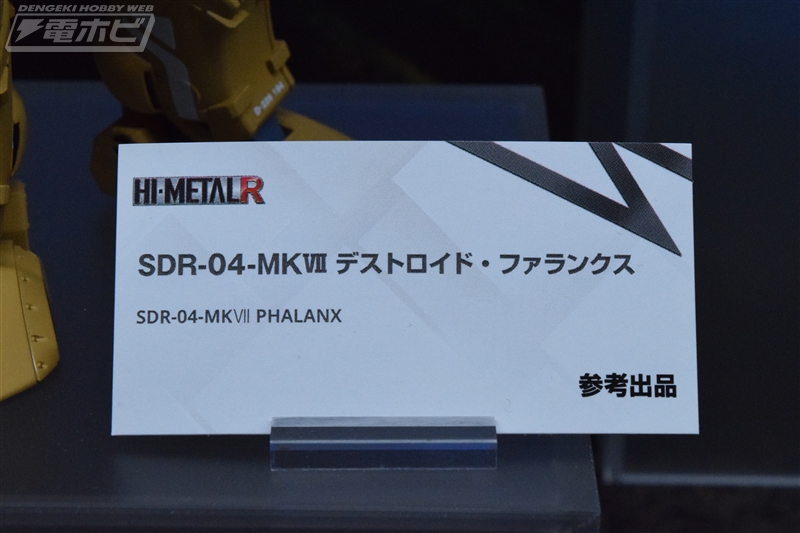 DENGEKI HOBBY WEB
電ホビ
HI-METAL R
SDR-04-MKⅦ デストロイド・ファランクス
SDR-04-MKⅦ PHALANX
参考出品